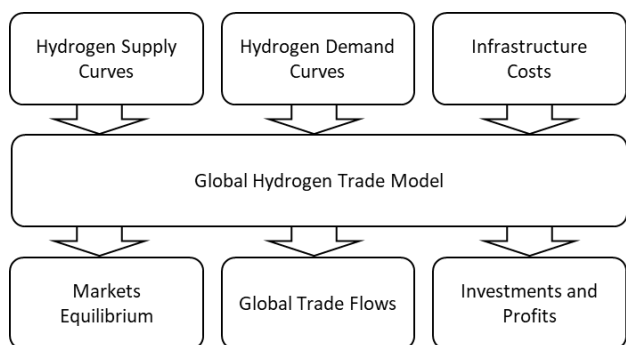 Hydrogen Supply
Curves
Hydrogen Demand
Curves
Infrastructure
Costs
Global Hydrogen Trade Model
Markets
Equilibrium
Global Trade Flows
Investments and
Profits